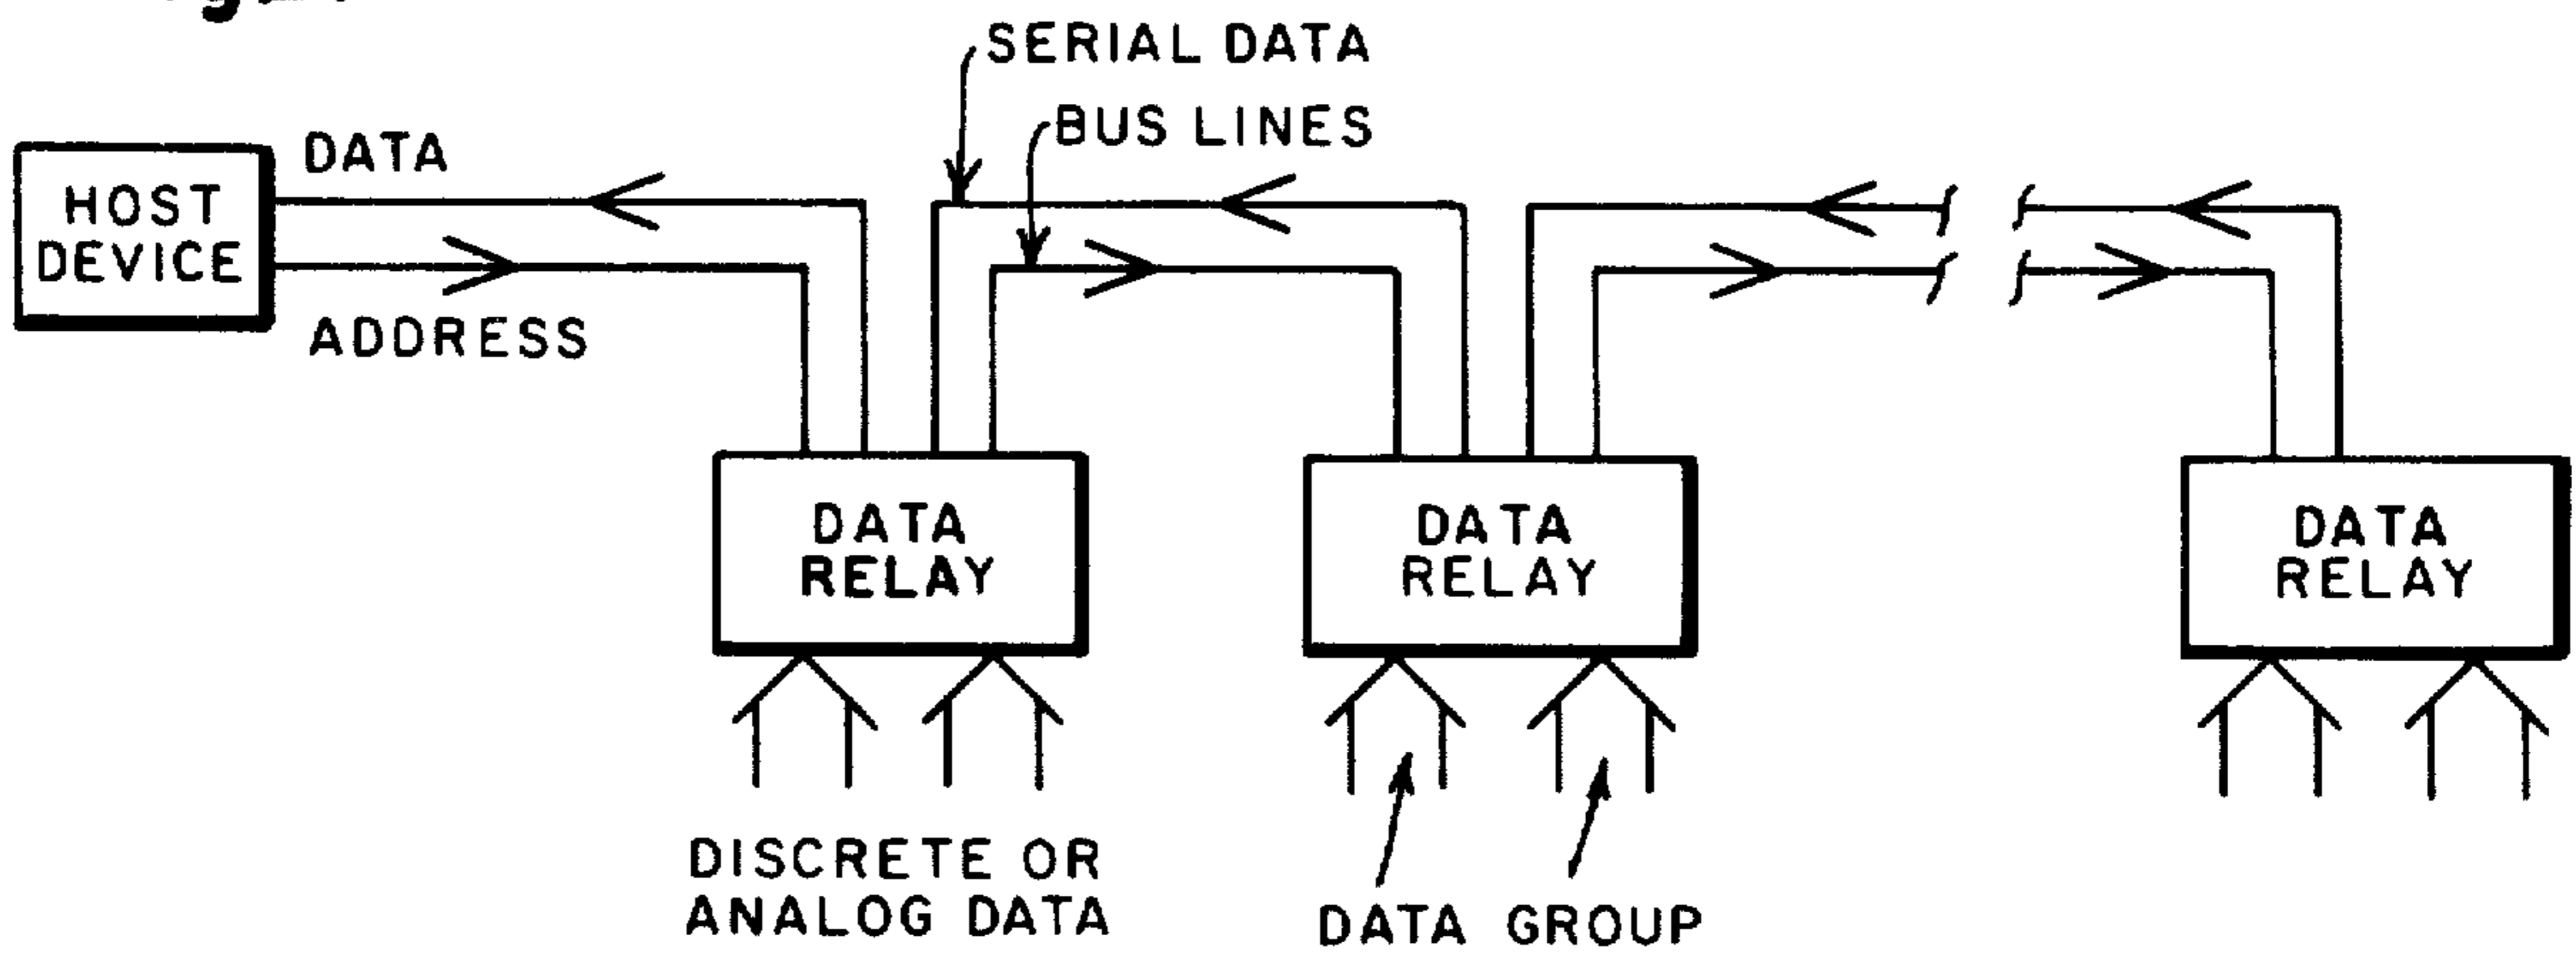 SERIAL DATA
BUS LINES
DATA
HOST
DEVICE
ADDRESS
DATA
RELAY
DATA
RELAY
DATA
RELAY
DISCRETE OR
ANALOG DATA
DATA GROUP